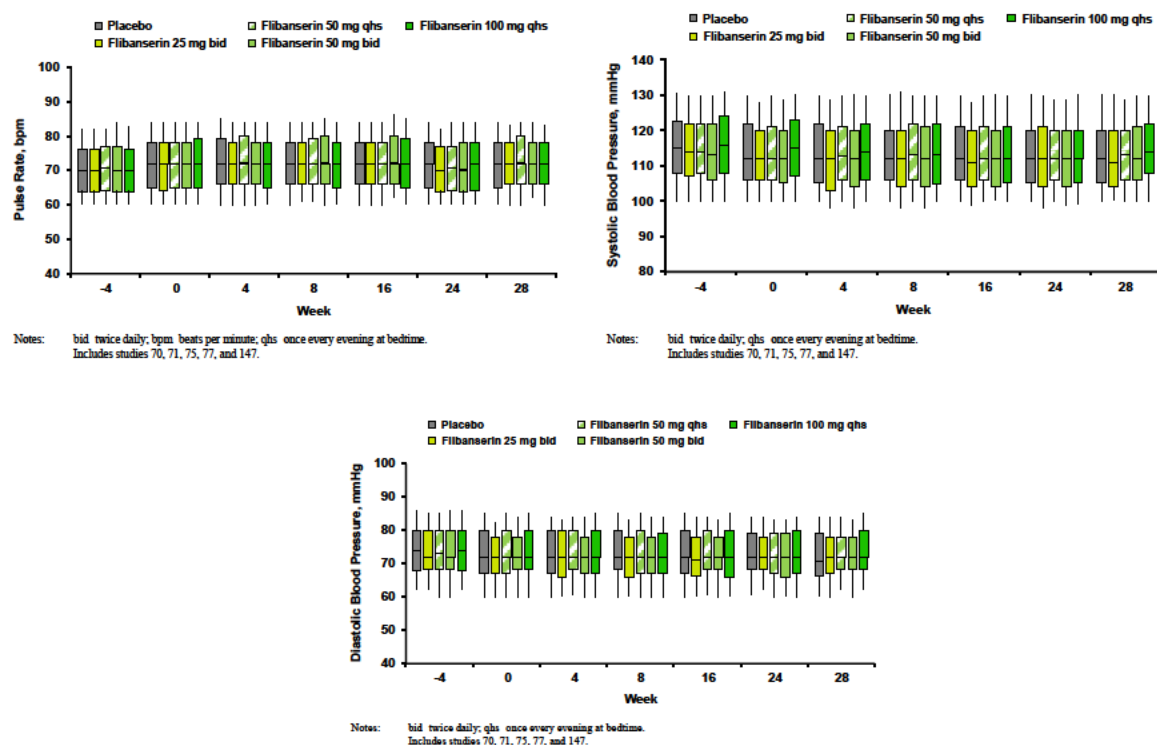 Placebo
Flibanserin 50 mg qhs
Flibanserin 100 mg qhs
Flibanserin 25 mg bid
Flibanserin 50 mg bid
Pulse Rate, bpm
100
90
80
70
60
50
40
-4
0
4
8
16
24
28
Week
Notes: bid twice daily; bpm beats per minute; qhs once every evening at bedtime.
Includes studies 70, 71, 75, 77, and 147.
Placebo
Flibanserin 50 mg qhs
Flibanserin 100 mg qhs
Flibanserin 25 mg bid
Flibanserin 50 mg bid
Systolic Blood Pressure, mmHg
140
130
120
110
100
90
80
-4
0
4
8
16
24
28
Week
Notes: bid twice daily; qhs once every evening at bedtime.
Includes studies 70, 71, 75, 77, and 147.
Placebo
Flibanserin 50 mg qhs
Flibanserin 100 mg qhs
Flibanserin 25 mg bid
Flibanserin 50 mg bid
Diastolic Blood Pressure, mmHg
100
90
80
70
60
50
40
-4
0
4
8
16
24
28
Week
Notes: bid twice daily; qhs once every evening at bedtime.
Includes studies 70, 71, 75, 77, and 147.